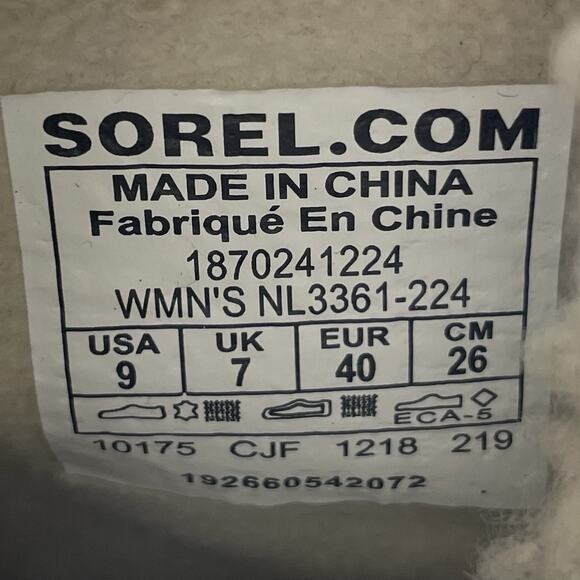 SOREL.COM
MADE IN CHINA
Fabriqué En Chine
1870241224
WMN'S NL3361-224
USA UK EUR CM
9 7 40 26
ECA-5
10175 CJF 1218 219
192660542072